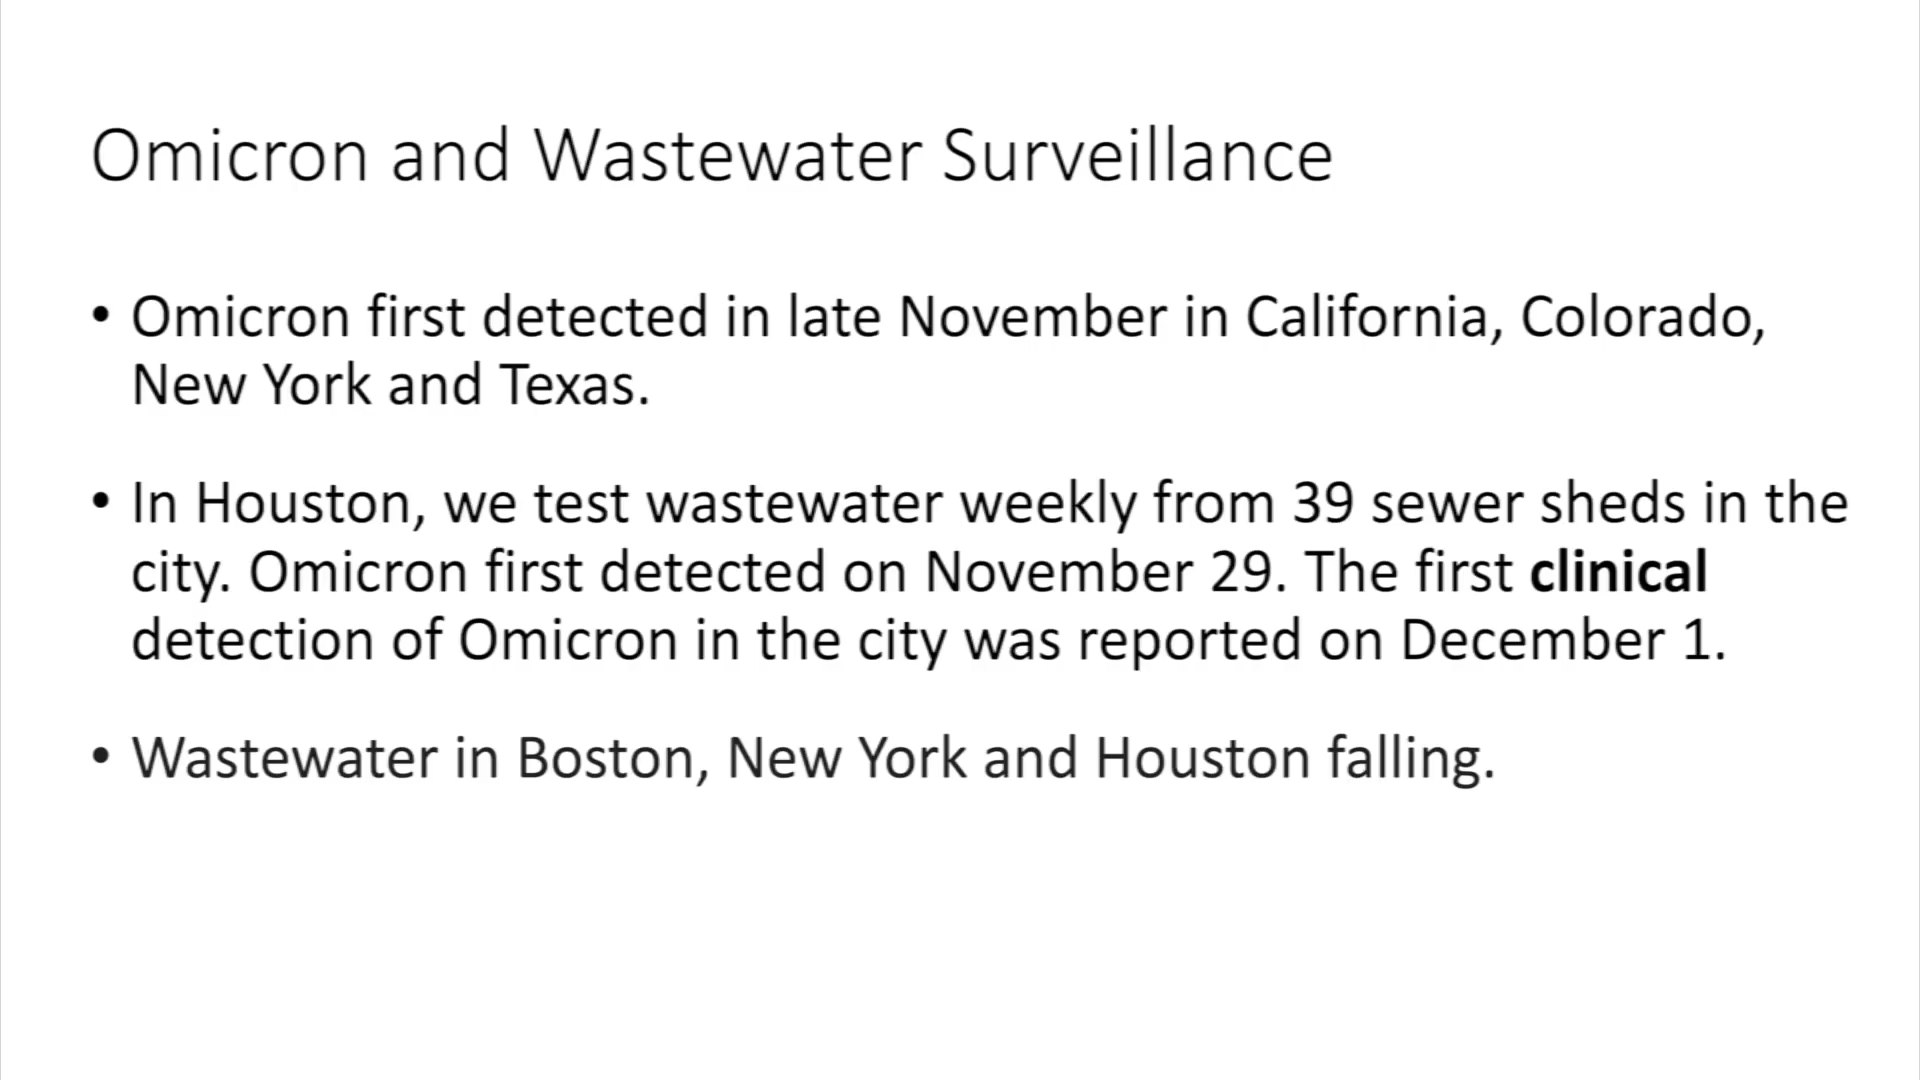 Omicron and Wastewater Surveillance
• Omicron first detected in late November in California, Colorado,
New York and Texas.
• In Houston, we test wastewater weekly from 39 sewer sheds in the
city. Omicron first detected on November 29. The first clinical
detection of Omicron in the city was reported on December 1.
• Wastewater in Boston, New York and Houston falling.